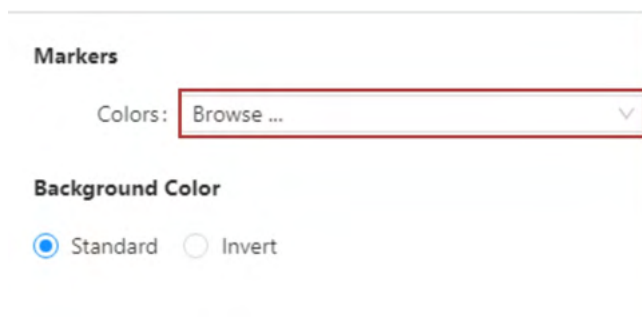 Markers
Colors: Browse ...
Background Color
Standard Invert